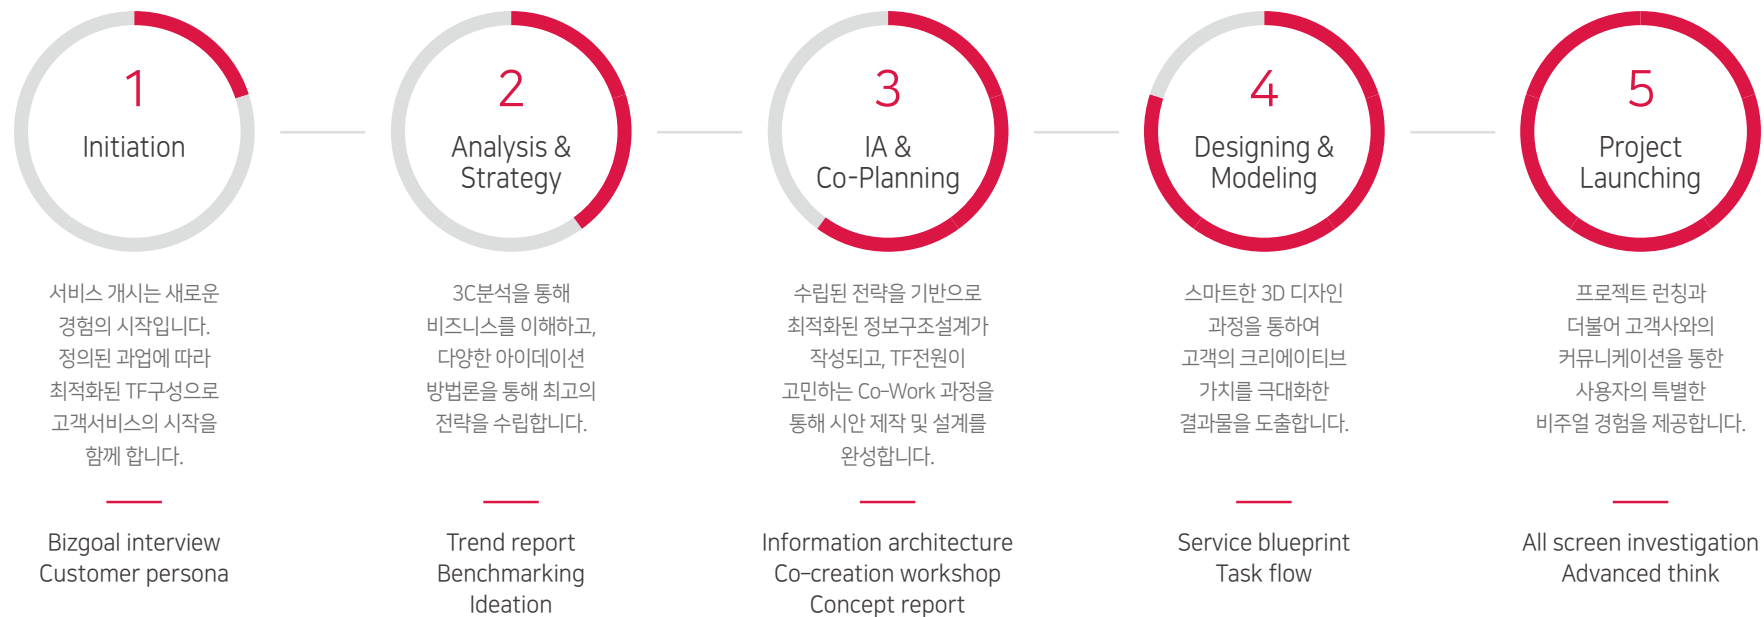 1
Initiation
서비스 개시는 새로운
경험의 시작입니다.
정의된 과업에 따라
최적화된 TF구성으로
고객서비스의 시작을
함께 합니다.
Bizgoal interview
Customer persona
2
Analysis &
Strategy
3C분석을 통해
비즈니스를 이해하고,
다양한 아이데이션
방법론을 통해 최고의
전략을 수립합니다.
Trend report
Benchmarking
Ideation
3
IA &
Co-Planning
수립된 전략을 기반으로
최적화된 정보구조설계가
작성되고, TF전원이
고민하는 Co-Work 과정을
통해 시안 제작 및 설계를
완성합니다.
Information architecture
Co-creation workshop
Concept report
4
Designing &
Modeling
스마트한 3D 디자인
과정을 통하여
고객의 크리에이티브
가치를 극대화한
결과물을 도출합니다.
Service blueprint
Task flow
5
Project
Launching
프로젝트 런칭과
더불어 고객사와의
커뮤니케이션을 통한
사용자의 특별한
비주얼 경험을 제공합니다.
All screen investigation
Advanced think